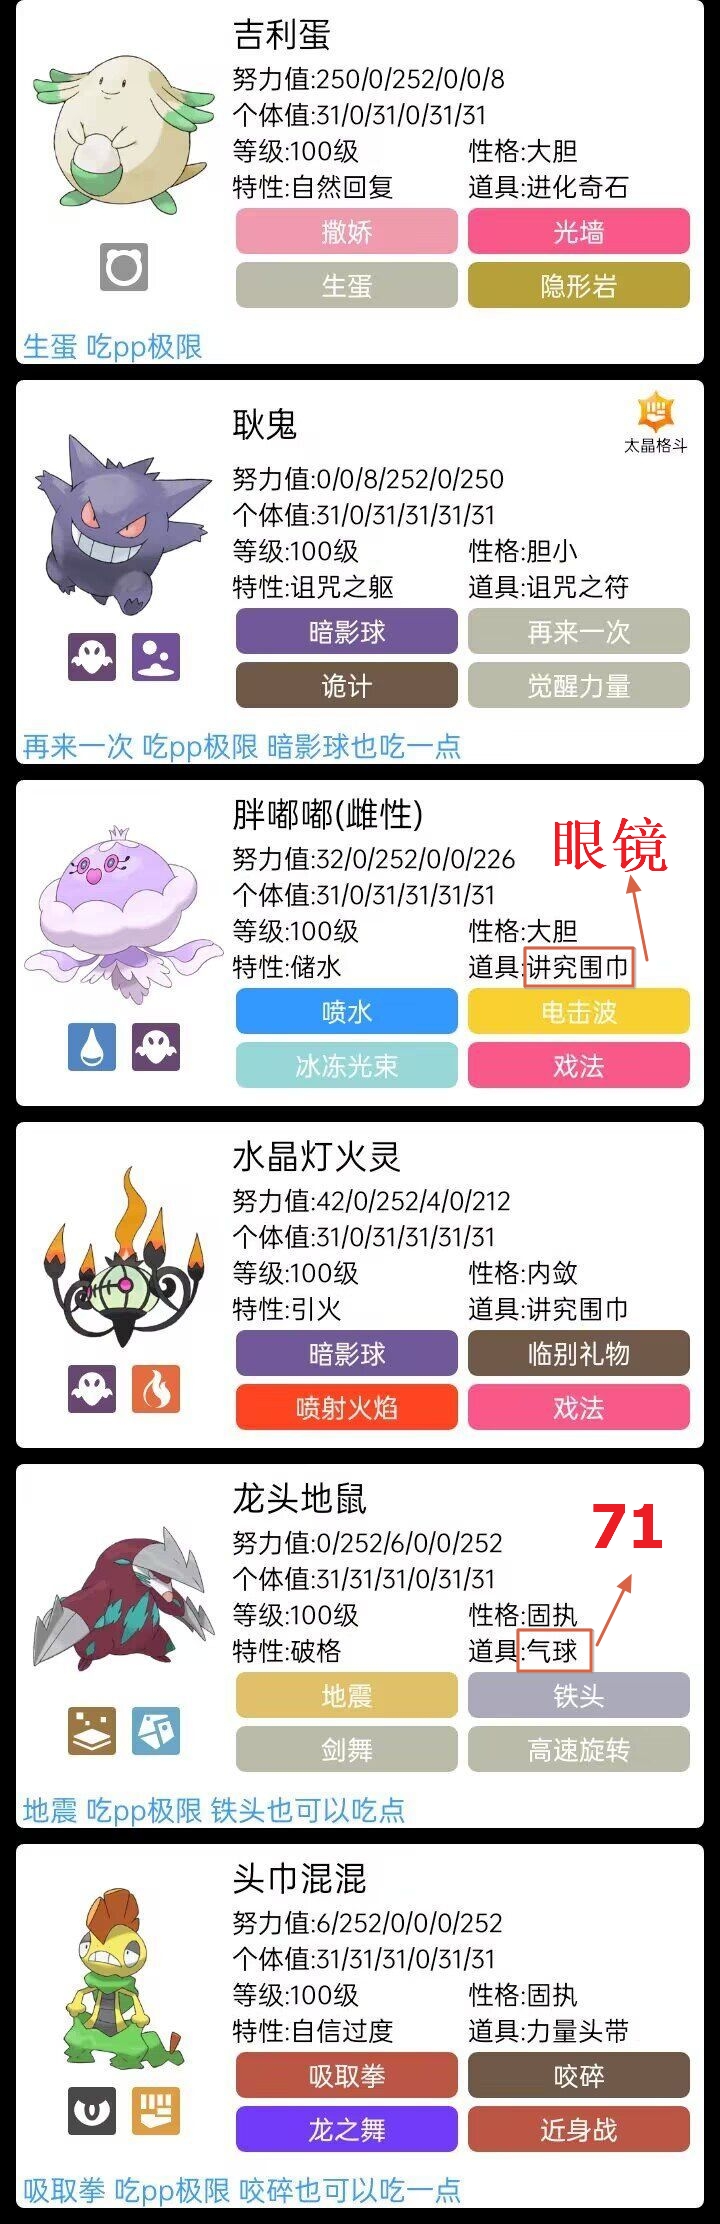 吉利蛋
努力值:250/0/252/0/0/8
个体值:31/0/31/0/31/31
等级:100级 性格:大胆
特性:自然回复 道具:进化奇石
撒娇 光墙
生蛋 隐形岩
生蛋 吃pp极限
耿鬼
太晶格斗
努力值:0/0/8/252/0/250
个体值:31/0/31/31/31/31
等级:100级 性格:胆小
特性:诅咒之躯 道具:诅咒之符
暗影球 再来一次
诡计 觉醒力量
再来一次 吃pp极限 暗影球也吃一点
胖嘟嘟(雌性)
眼镜
努力值:32/0/252/0/0/226
个体值:31/0/31/31/31/31
等级:100级 性格:大胆
特性:储水 道具:讲究围巾
喷水 电击波
冰冻光束 戏法
水晶灯火灵
努力值:42/0/252/4/0/212
个体值:31/0/31/31/31/31
等级:100级 性格:内敛
特性:引火 道具:讲究围巾
暗影球 临别礼物
喷射火焰 戏法
龙头地鼠
71
努力值:0/252/6/0/0/252
个体值:31/31/31/0/31/31
等级:100级 性格:固执
特性:破格 道具:气球
地震 铁头
剑舞 高速旋转
地震 吃pp极限 铁头也可以吃点
头巾混混
努力值:6/252/0/0/0/252
个体值:31/31/31/0/31/31
等级:100级 性格:固执
特性:自信过度 道具:力量头带
吸取拳 咬碎
龙之舞 近身战
吸取拳 吃pp极限 咬碎也可以吃一点